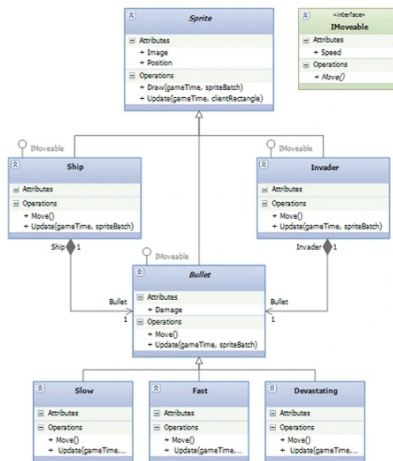 Sprite
Attributes
+ Image
+ Position
Operations
+ Draw(gameTime, spriteBatch)
+ Update(gameTime, clientRectangle)
«interface»
IMoveable
Attributes
+ Speed
Operations
+ Move()
IMoveable
Ship
Attributes
Operations
+ Move()
+ Update(gameTime, spriteBatch)
IMoveable
Invader
Attributes
Operations
+ Move()
+ Update(gameTime, spriteBatch)
Ship 1
Invader 1
IMoveable
Bullet
Attributes
+ Damage
Operations
+ Move()
+ Update(gameTime, spriteBatch)
Bullet
1
Bullet
1
Slow
Attributes
Operations
+ Move()
+ Update(gameTime,...
Fast
Attributes
Operations
+ Move()
+ Update(gameTime,...
Devastating
Attributes
Operations
+ Move()
+ Update(gameTime,...